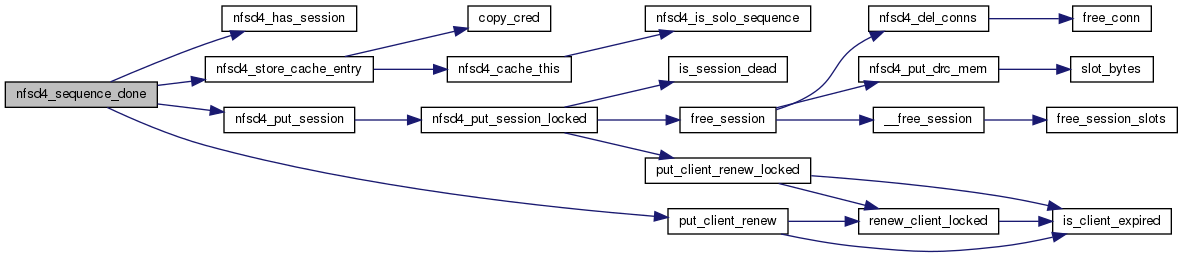 nfsd4_sequence_done
nfsd4_has_session
nfsd4_store_cache_entry
nfsd4_put_session
copy_cred
nfsd4_cache_this
nfsd4_put_session_locked
nfsd4_is_solo_sequence
is_session_dead
free_session
put_client_renew_locked
put_client_renew
nfsd4_del_conns
nfsd4_put_drc_mem
__free_session
renew_client_locked
free_conn
slot_bytes
free_session_slots
is_client_expired